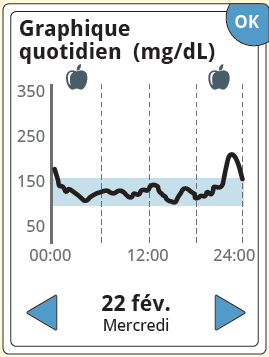 OK
Graphique
quotidien (mg/dL)
350
250
150
50
00:00 12:00 24:00
22 fév.
Mercredi